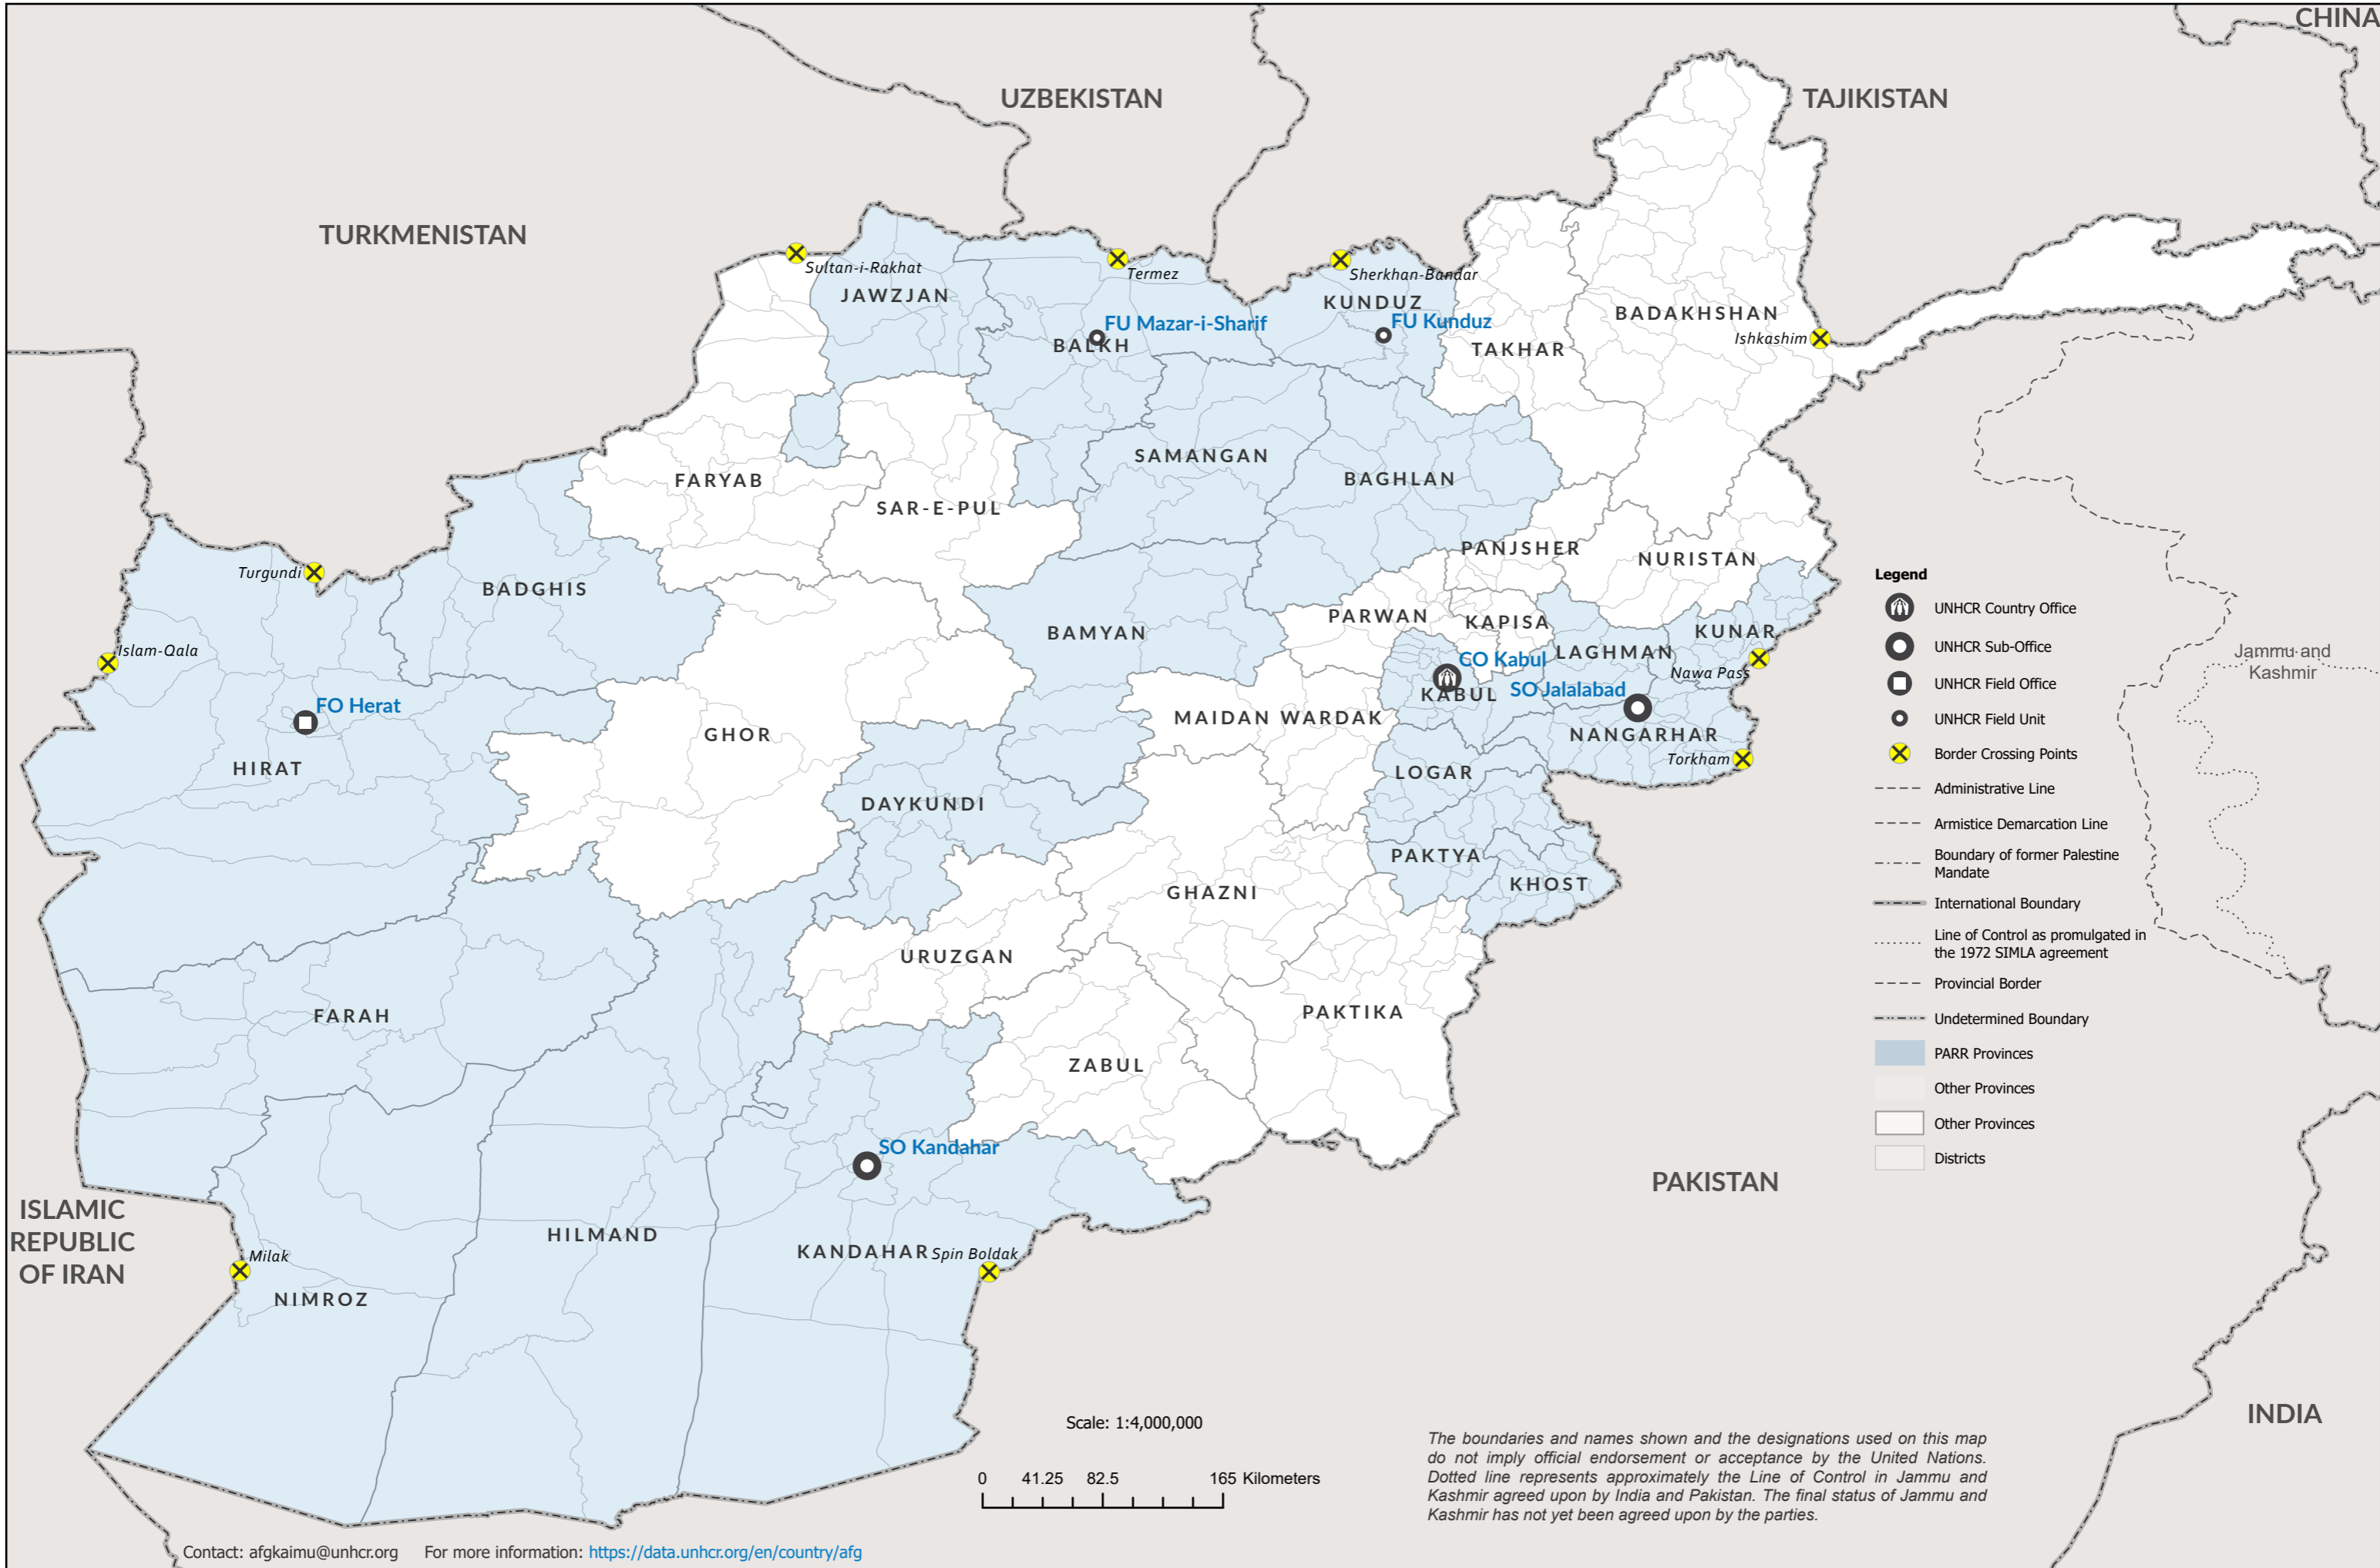 CHINA
UZBEKISTAN
TAJIKISTAN
TURKMENISTAN
Sultan-i-Rakhat
Termez
Sherkhan-Bandar
JAWZJAN
KUNDUZ
BADAKHSHAN
FU Mazar-i-Sharif
FU Kunduz
BALKH
TAKHAR
Ishkashim
SAMANGAN
FARYAB
BAGHLAN
SAR-E-PUL
PANJSHER
NURISTAN
Turgundi
BADGHIS
PARWAN
KAPISA
BAMYAN
KUNAR
Islam-Qala
LAGHMAN
CO Kabul
Nawa Pass
Jammu and
Kashmir
SO Jalalabad
KABUL
FO Herat
MAIDAN WARDAK
GHOR
NANGARHAR
Torkham
HIRAT
LOGAR
DAYKUNDI
PAKTYA
KHOST
GHAZNI
URUZGAN
PAKTIKA
FARAH
ZABUL
SO Kandahar
PAKISTAN
ISLAMIC
REPUBLIC
OF IRAN
HILMAND
KANDAHAR
Spin Boldak
Milak
NIMROZ
INDIA
Legend
UNHCR Country Office
UNHCR Sub-Office
UNHCR Field Office
UNHCR Field Unit
Border Crossing Points
Administrative Line
Armistice Demarcation Line
Boundary of former Palestine
Mandate
International Boundary
Line of Control as promulgated in
the 1972 SIMLA agreement
Provincial Border
Undetermined Boundary
PARR Provinces
Other Provinces
Other Provinces
Districts
Scale: 1:4,000,000
0 41.25 82.5 165 Kilometers
The boundaries and names shown and the designations used on this map
do not imply official endorsement or acceptance by the United Nations.
Dotted line represents approximately the Line of Control in Jammu and
Kashmir agreed upon by India and Pakistan. The final status of Jammu and
Kashmir has not yet been agreed upon by the parties.
Contact: afgkaimu@unhcr.org For more information: https://data.unhcr.org/en/country/afg